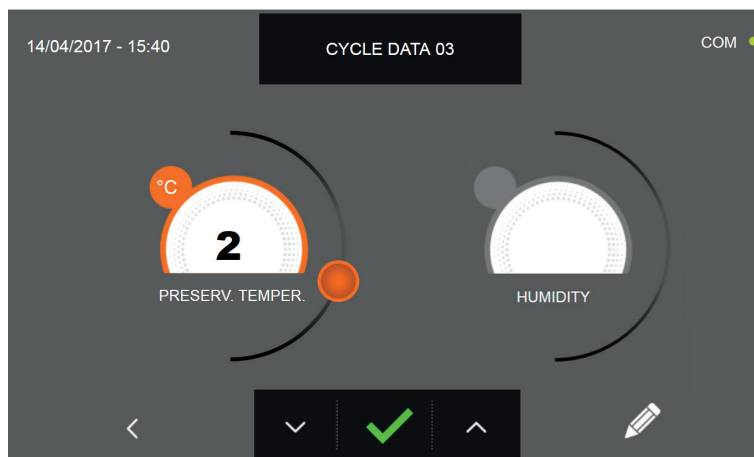 14/04/2017 - 15:40
CYCLE DATA 03
COM
°C
2
PRESERV. TEMPER.
HUMIDITY